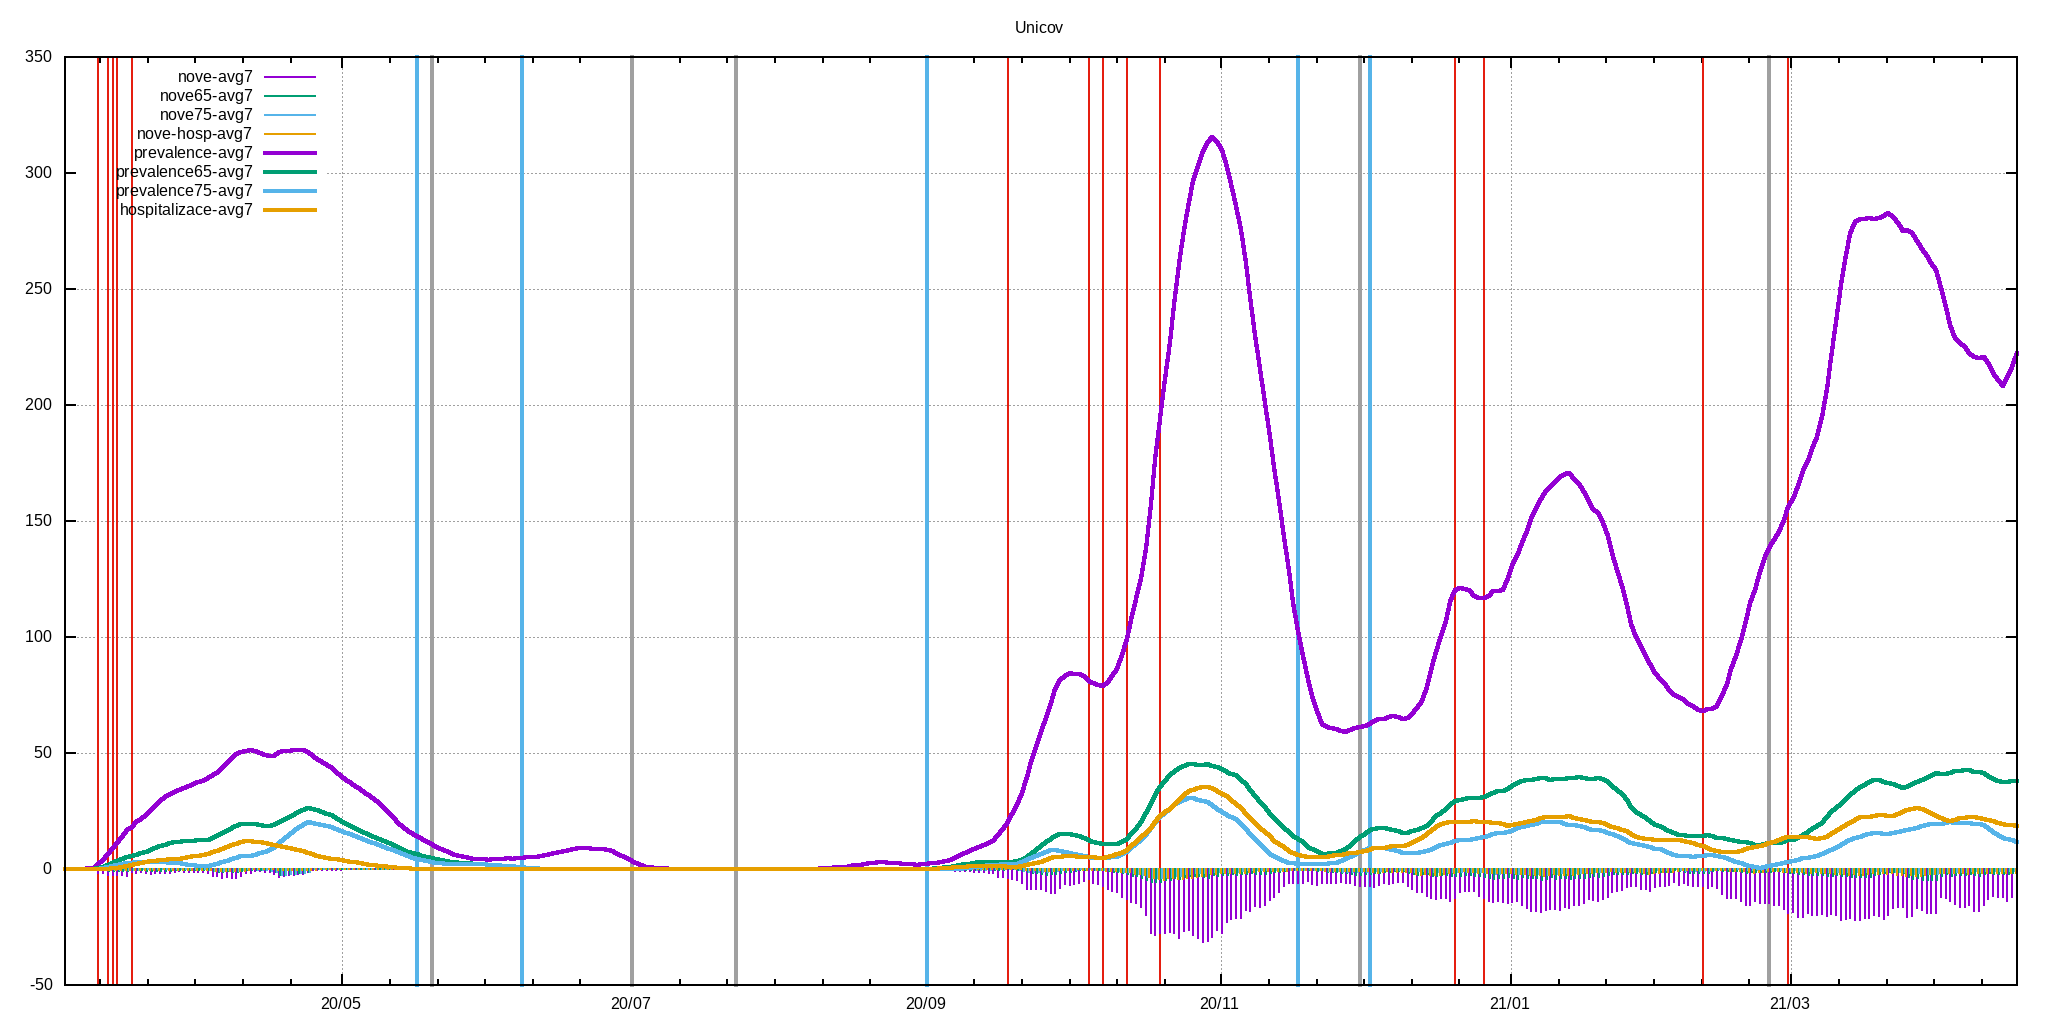 Unicov
350
300
250
200
150
100
50
0
-50
nove-avg7
nove65-avg7
nove75-avg7
nove-hosp-avg7
prevalence-avg7
prevalence65-avg7
prevalence75-avg7
hospitalizace-avg7
20/05 20/07 20/09 20/11 21/01 21/03